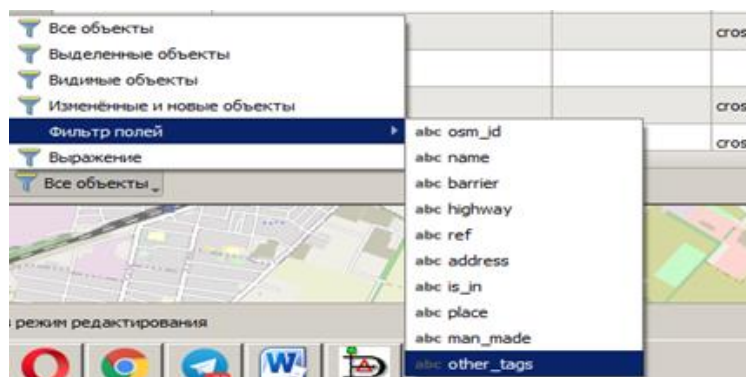 Все объекты
Выделенные объекты
Видимые объекты
Изменённые и новые объекты
Фильтр полей
Выражение
Все объекты
abc osm_id
abc name
abc barrier
abc highway
abc ref
abc address
abc is_in
abc place
abc man_made
abc other_tags
cros
cros
cros
режим редактирования
W